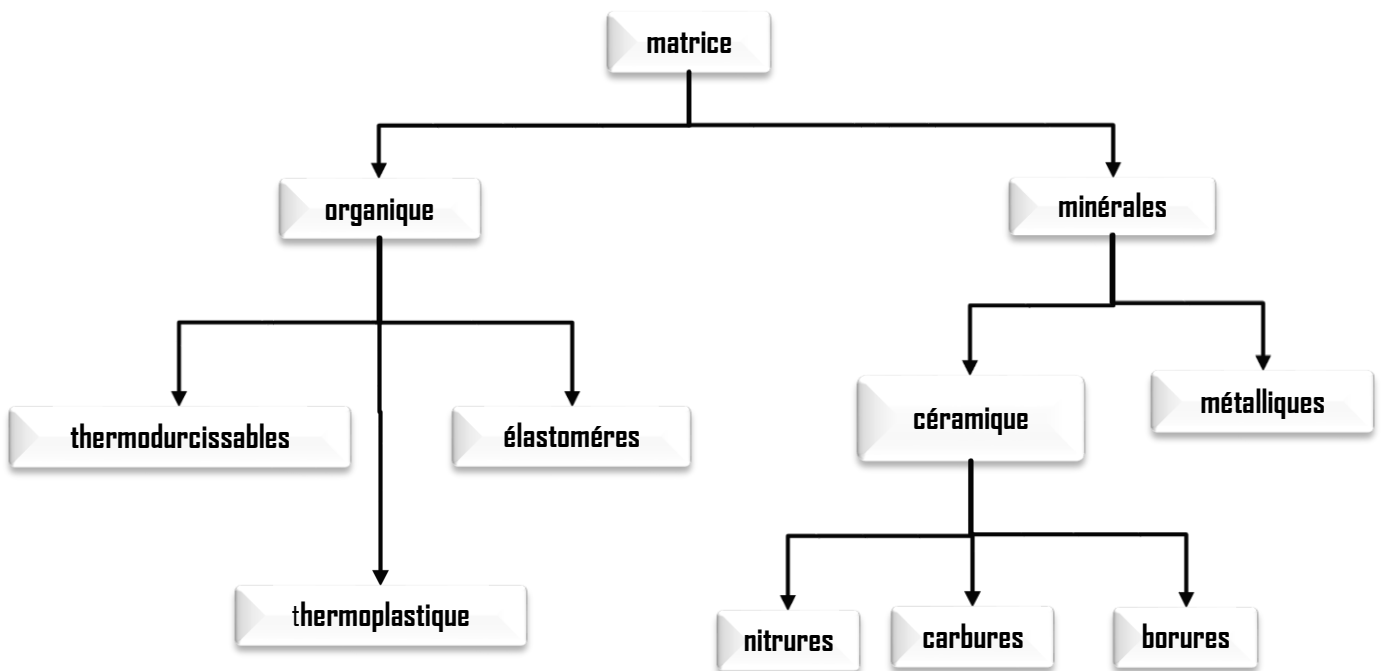 matrice
organique
minérales
thermodurcissables
élastoméres
céramique
métalliques
thermoplastique
nitrures
carbures
borures